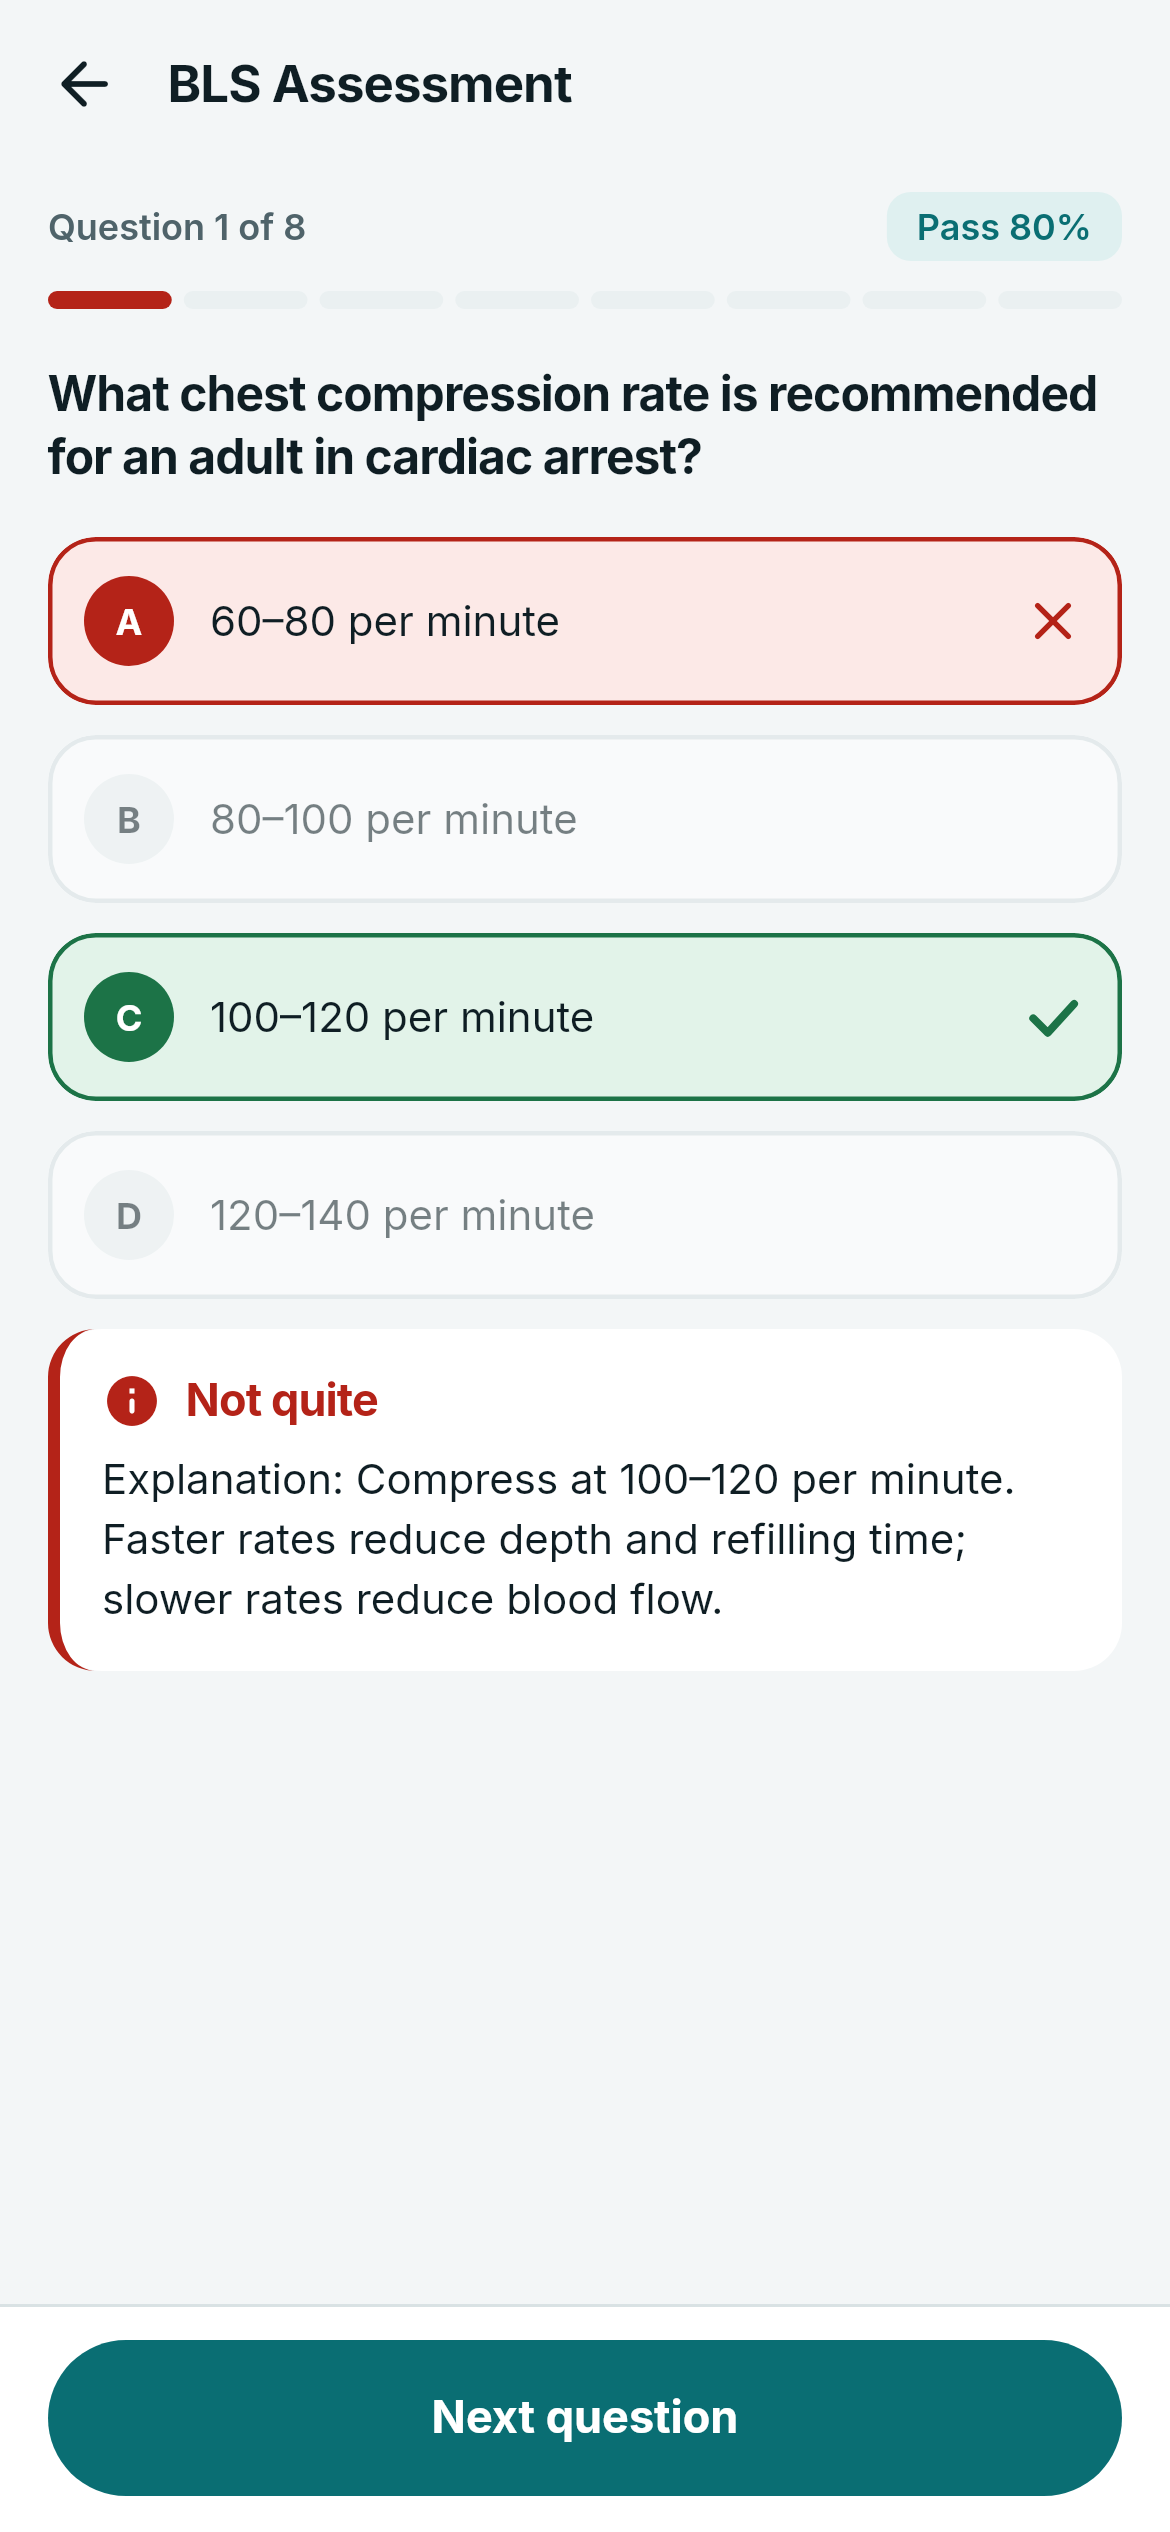 BLS Assessment
Question 1 of 8
Pass 80%
What chest compression rate is recommended
for an adult in cardiac arrest?
A 60–80 per minute
B 80–100 per minute
C 100–120 per minute
D 120–140 per minute
Not quite
Explanation: Compress at 100–120 per minute.
Faster rates reduce depth and refilling time;
slower rates reduce blood flow.
Next question